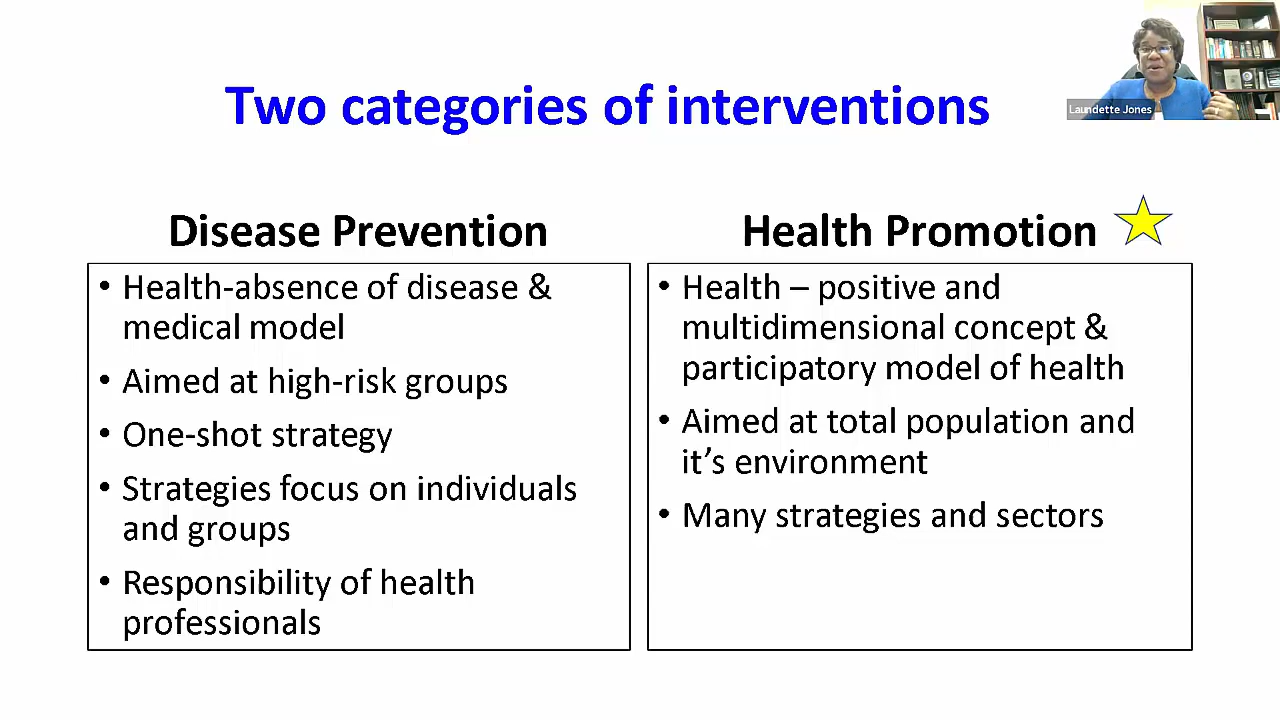 Two categories of interventions
Laundette Jones
Disease Prevention
• Health-absence of disease &
medical model
• Aimed at high-risk groups
• One-shot strategy
• Strategies focus on individuals
and groups
• Responsibility of health
professionals
Health Promotion
• Health – positive and
multidimensional concept &
participatory model of health
• Aimed at total population and
it’s environment
• Many strategies and sectors